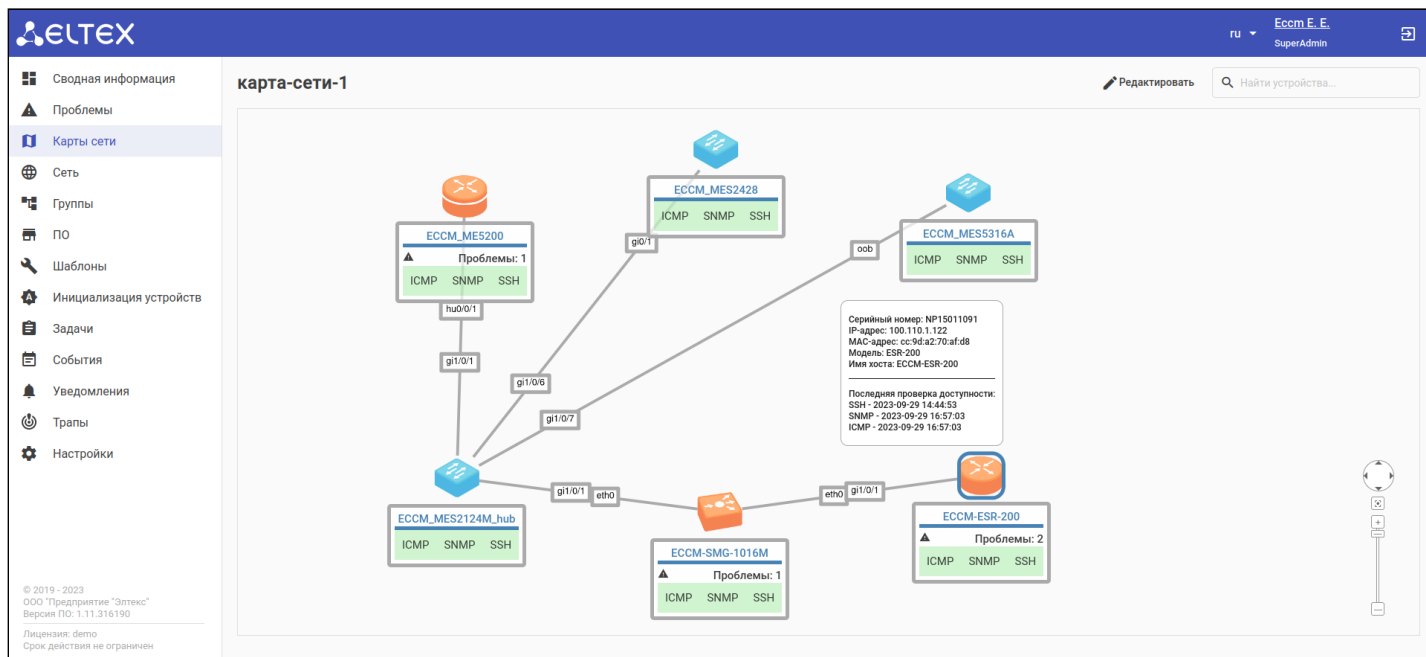 ELTEX
ru
Eccm E. E.
SuperAdmin
Сводная информация
Проблемы
Карты сети
Сеть
Группы
ПО
Шаблоны
Инициализация устройств
Задачи
События
Уведомления
Трапы
Настройки
© 2019 - 2023
ООО "Предприятие "Элтекс"
Версия ПО: 1.11.316190
Лицензия: demo
Срок действия не ограничен
карта-сети-1
Редактировать
Найти устройства...
ECCM_MES2428
ICMP SNMP SSH
ECCM_ME5200
Проблемы: 1
ICMP SNMP SSH
ECCM_MES5316A
ICMP SNMP SSH
gi0/1
oob
hu0/0/1
gi1/0/1
gi1/0/6
gi1/0/7
Серийный номер: NP15011091
IP-адрес: 100.110.1.122
MAC-адрес: cc:9d:a2:70:af:d8
Модель: ESR-200
Имя хоста: ECCM-ESR-200
Последняя проверка доступности:
SSH - 2023-09-29 14:44:53
SNMP - 2023-09-29 16:57:03
ICMP - 2023-09-29 16:57:03
gi1/0/1
eth0
eth0
gi1/0/1
ECCM_MES2124M_hub
ICMP SNMP SSH
ECCM-SMG-1016M
Проблемы: 1
ICMP SNMP SSH
ECCM-ESR-200
Проблемы: 2
ICMP SNMP SSH